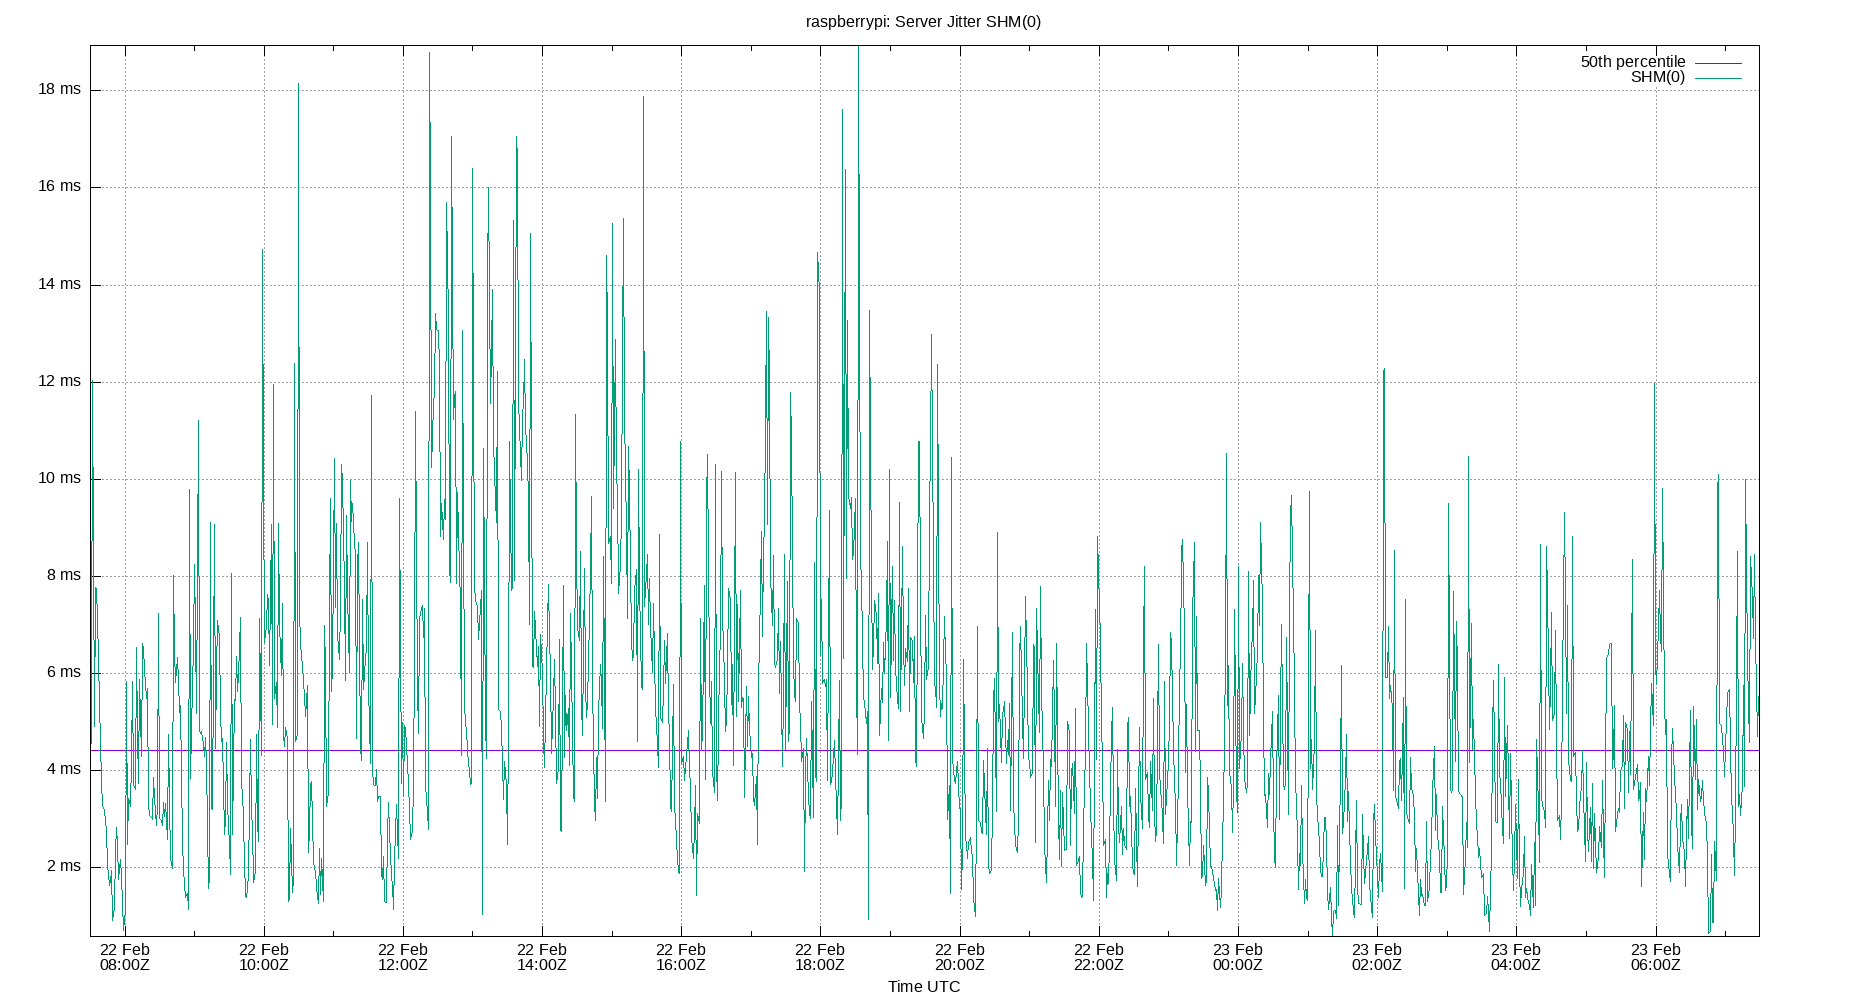 raspberrypi: Server Jitter SHM(0)
50th percentile
SHM(0)
18 ms
16 ms
14 ms
12 ms
10 ms
8 ms
6 ms
4 ms
2 ms
22 Feb 22 Feb 22 Feb 22 Feb 22 Feb 22 Feb 22 Feb 22 Feb 23 Feb 23 Feb 23 Feb 23 Feb
08:00Z 10:00Z 12:00Z 14:00Z 16:00Z 18:00Z 20:00Z 22:00Z 00:00Z 02:00Z 04:00Z 06:00Z
Time UTC